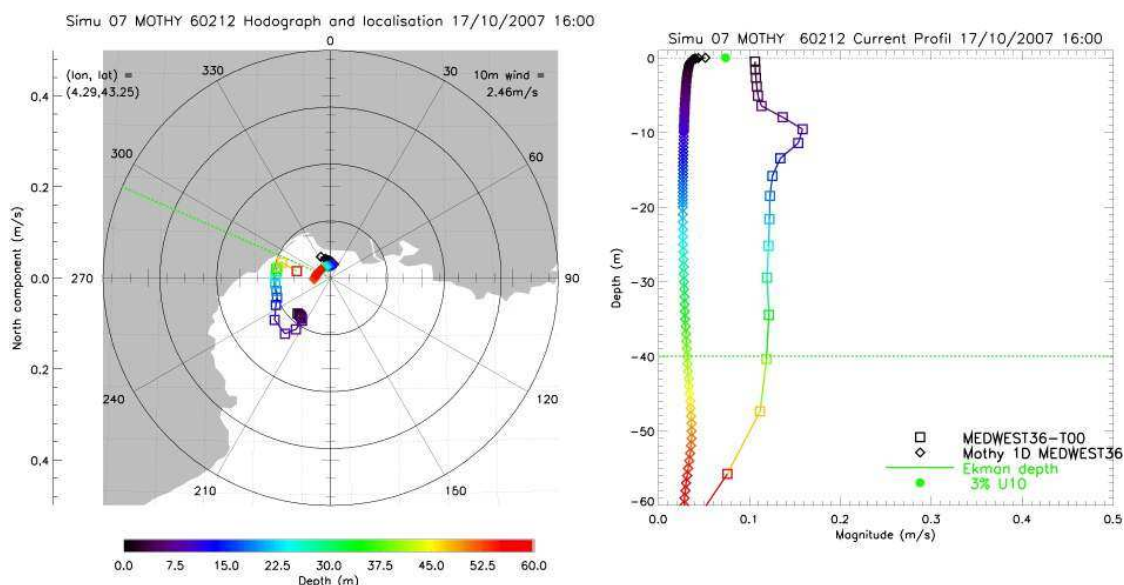 Simu 07 MOTHY 60212 Hodograph and localisation 17/10/2007 16:00
0
330
30
(lon, lat) =
(4.29,43.25)
10m wind =
2.46m/s
300
60
270
90
240
120
210
150
0.4
0.2
0.0
0.2
0.4
North component (m/s)
0.0 7.5 15.0 22.5 30.0 37.5 45.0 52.5 60.0
Depth (m)
Simu 07 MOTHY 60212 Current Profil 17/10/2007 16:00
0
-10
-20
-30
-40
-50
-60
Depth (m)
MEDWEST36-T00
Mothy 1D MEDWEST36
Ekman depth
3% U10
0.0 0.1 0.2 0.3 0.4 0.5
Magnitude (m/s)